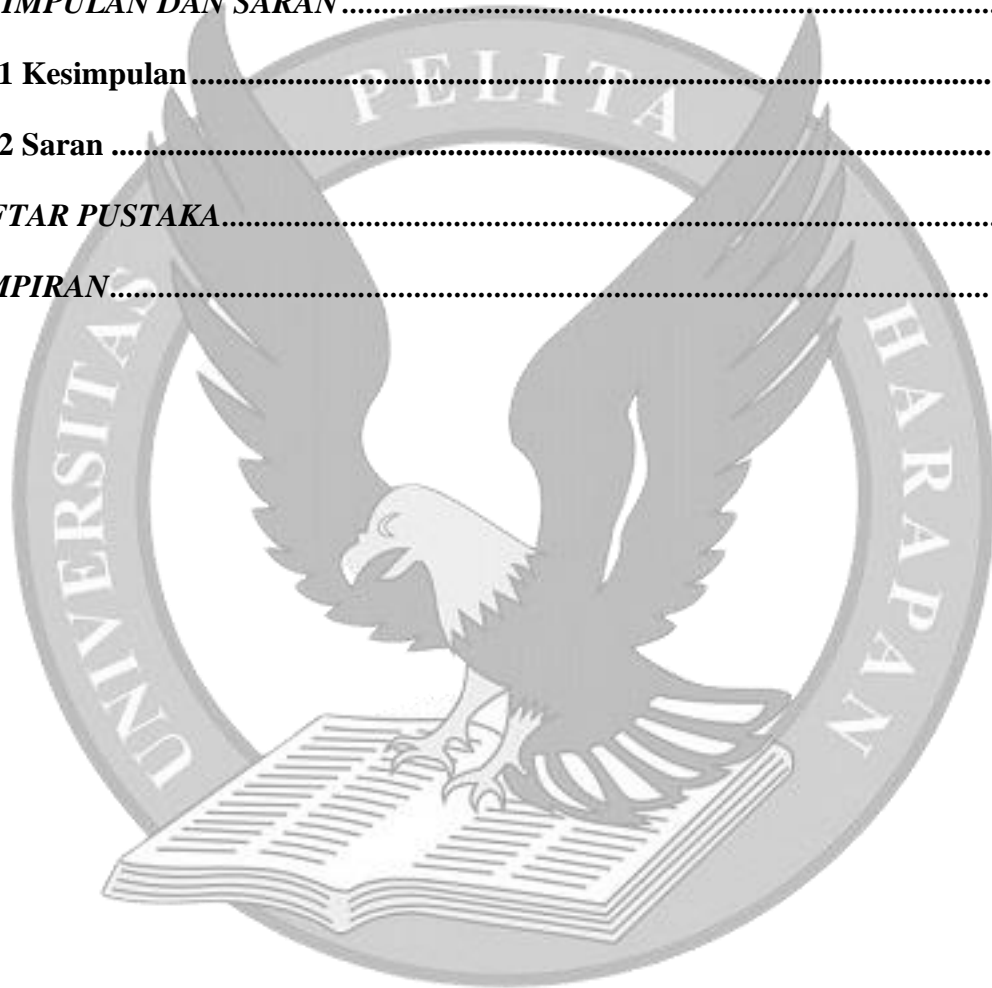 IMPULAN DAN SARAN........................................................................
1 Kesimpulan........................................................................................
2 Saran ................................................................................................
FTAR PUSTAKA....................................................................................
MPIRAN..............................................................................................
UNIVERSITAS PELITA HARAPAN